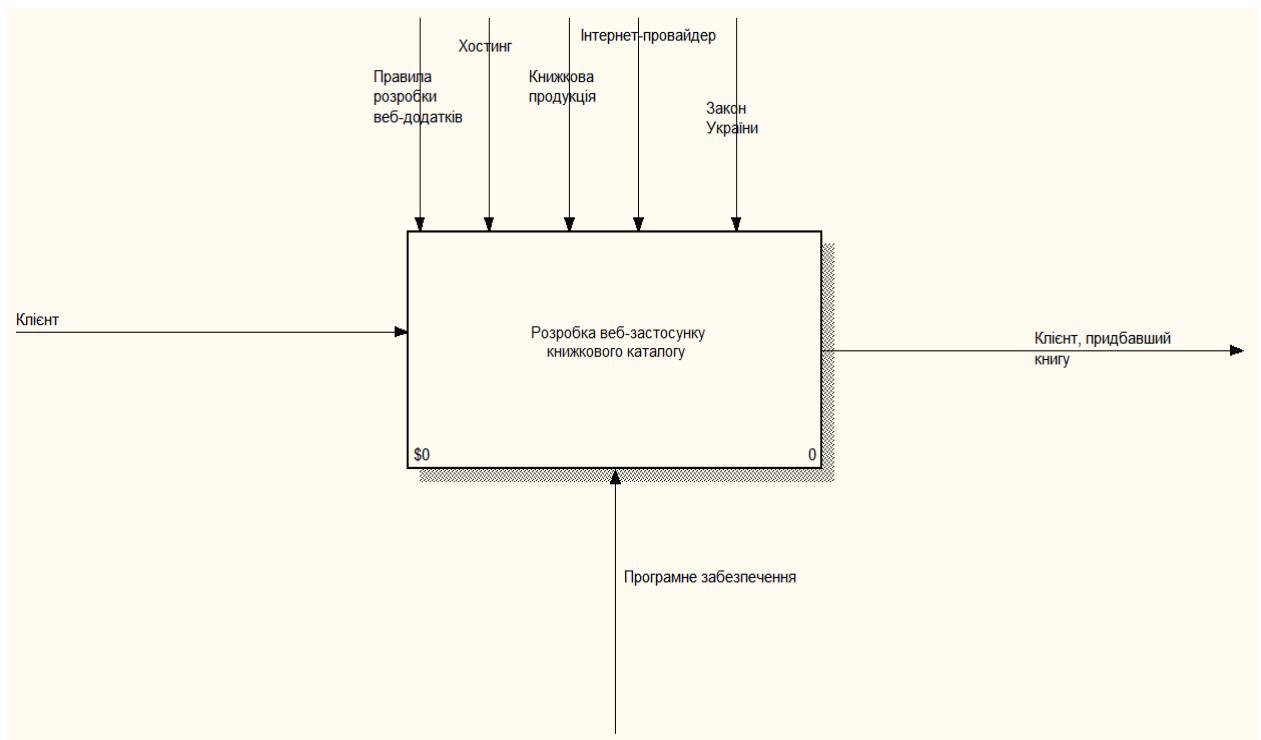 Інтернет-провайдер
Хостинг
Правила
розробки
веб-додатків
Книжкова
продукція
Закон
України
Клієнт
Розробка веб-застосунку
книжкового каталогу
$0
0
Клієнт, придбавший
книгу
Програмне забезпечення